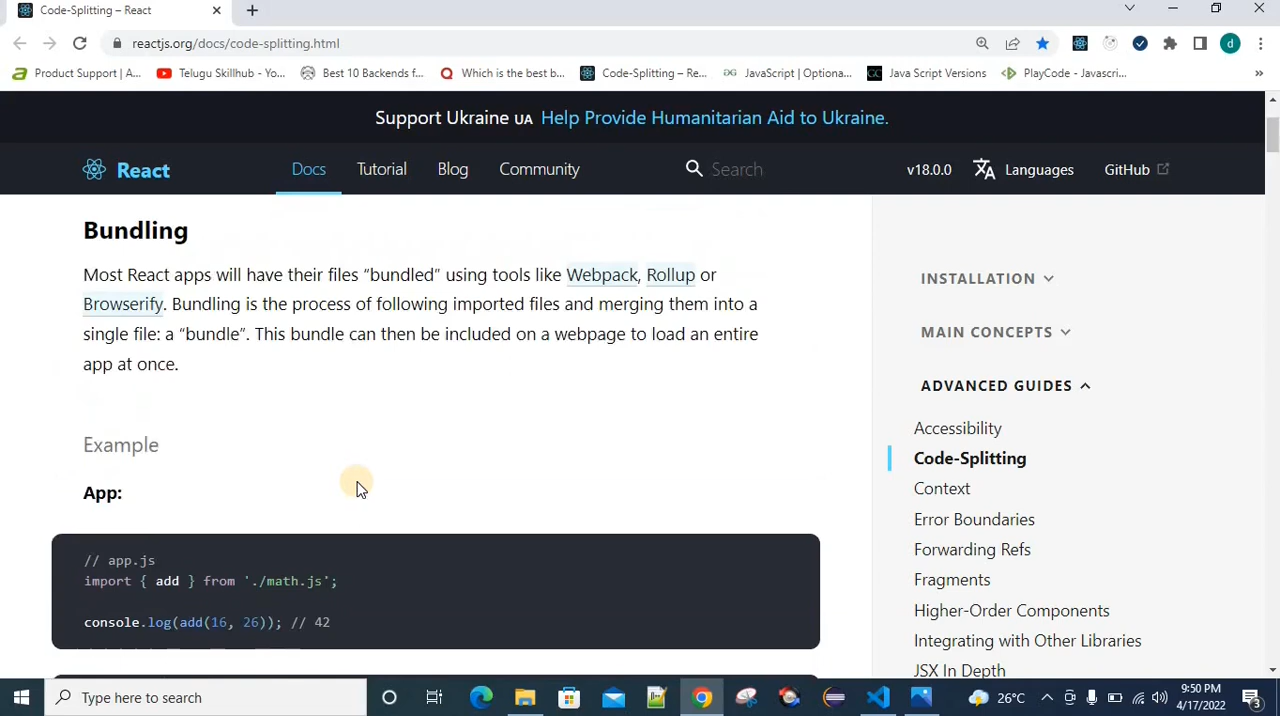 Code-Splitting – React
reactjs.org/docs/code-splitting.html
d
Product Support | A...
Telugu Skillhub - Yo...
Best 10 Backends f...
Which is the best b...
Code-Splitting – Re...
JavaScript | Optiona...
Java Script Versions
PlayCode - Javascri...
»
Support Ukraine UA Help Provide Humanitarian Aid to Ukraine.
React
Docs
Tutorial
Blog
Community
Search
v18.0.0
Languages
GitHub
Bundling
Most React apps will have their files “bundled” using tools like Webpack, Rollup or
Browserify. Bundling is the process of following imported files and merging them into a
single file: a “bundle”. This bundle can then be included on a webpage to load an entire
app at once.
Example
App:
// app.js
import { add } from './math.js';
console.log(add(16, 26)); // 42
INSTALLATION
MAIN CONCEPTS
ADVANCED GUIDES
Accessibility
Code-Splitting
Context
Error Boundaries
Forwarding Refs
Fragments
Higher-Order Components
Integrating with Other Libraries
JSX In Depth
Type here to search
26°C
9:50 PM
4/17/2022
3